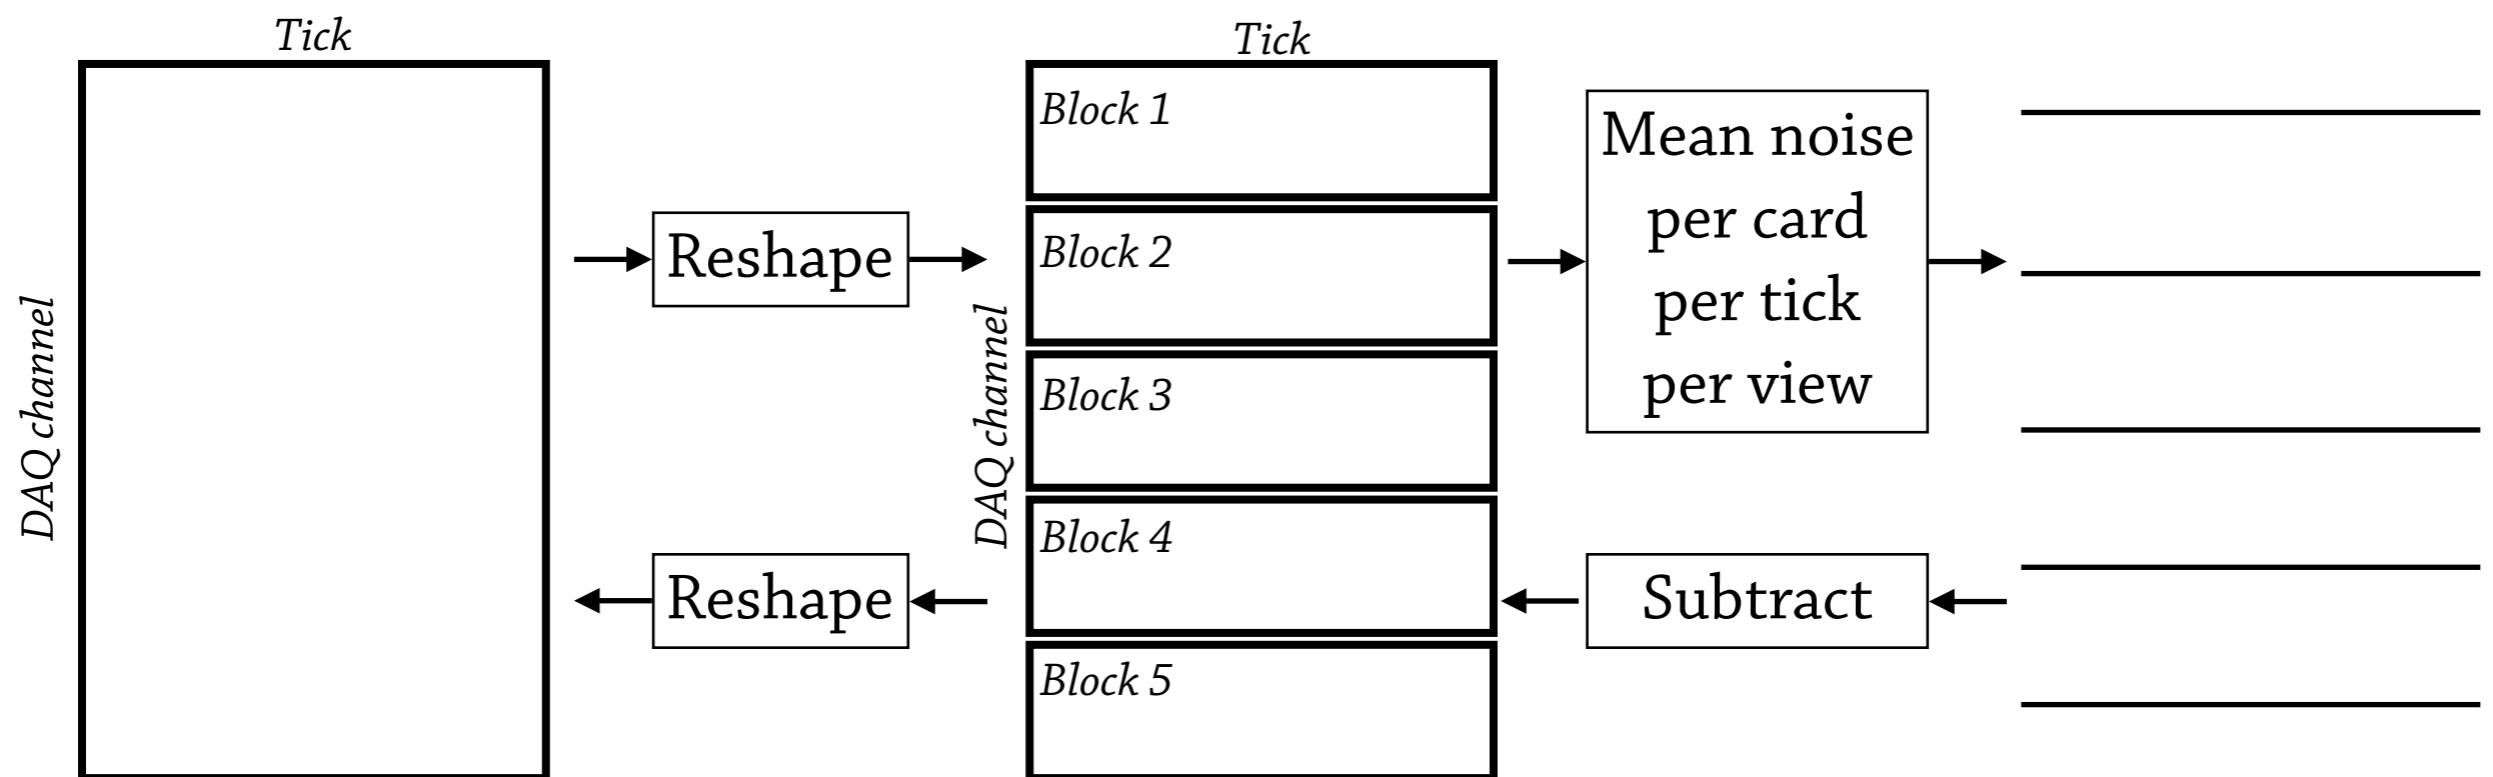 Tick
DAQ channel
Reshape
Reshape
Tick
DAQ channel
Block 1
Block 2
Block 3
Block 4
Block 5
Mean noise
per card
per tick
per view
Subtract